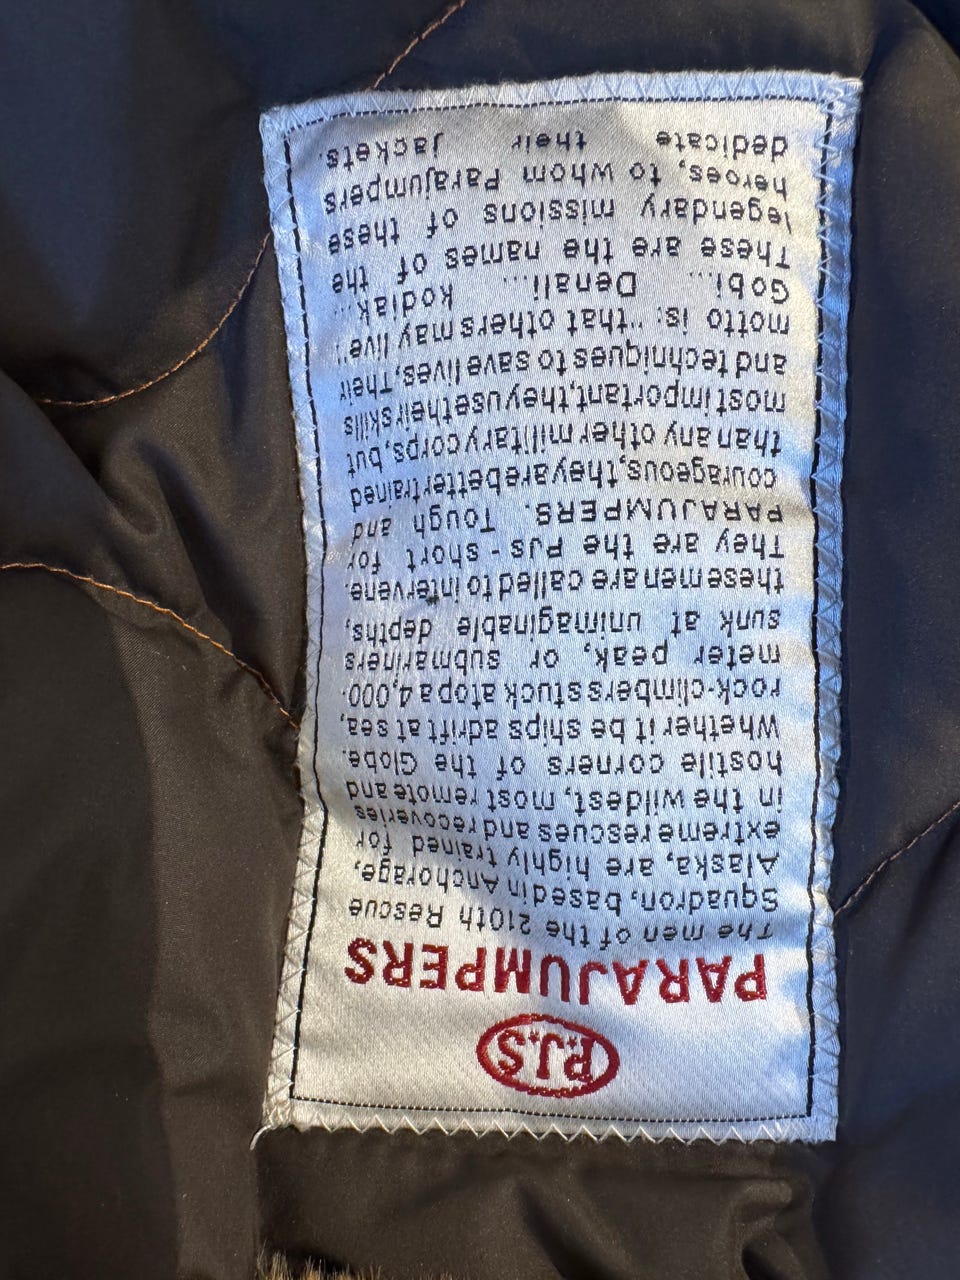 P.J.S
PARAJUMPERS
The men of the 210th Rescue
Squadron, based in Anchorage,
Alaska, are highly trained for
extreme rescues and recoveries
in the wildest, most remote and
hostile corners of the Globe.
Whether it be ships adrift at sea,
rock-climbers stuck atop a 4,000-
meter peak, or submariners
sunk at unimaginable depths,
these men are called to intervene.
They are the PJs - short for
PARAJUMPERS. Tough and
courageous, they are better trained
than any other military corps, but
most important, they use their skills
and techniques to save lives. Their
motto is: "that others may live".
Gobi... Denali... Kodiak...
These are the names of the
legendary missions of these
heroes, to whom Parajumpers
dedicate their jackets.